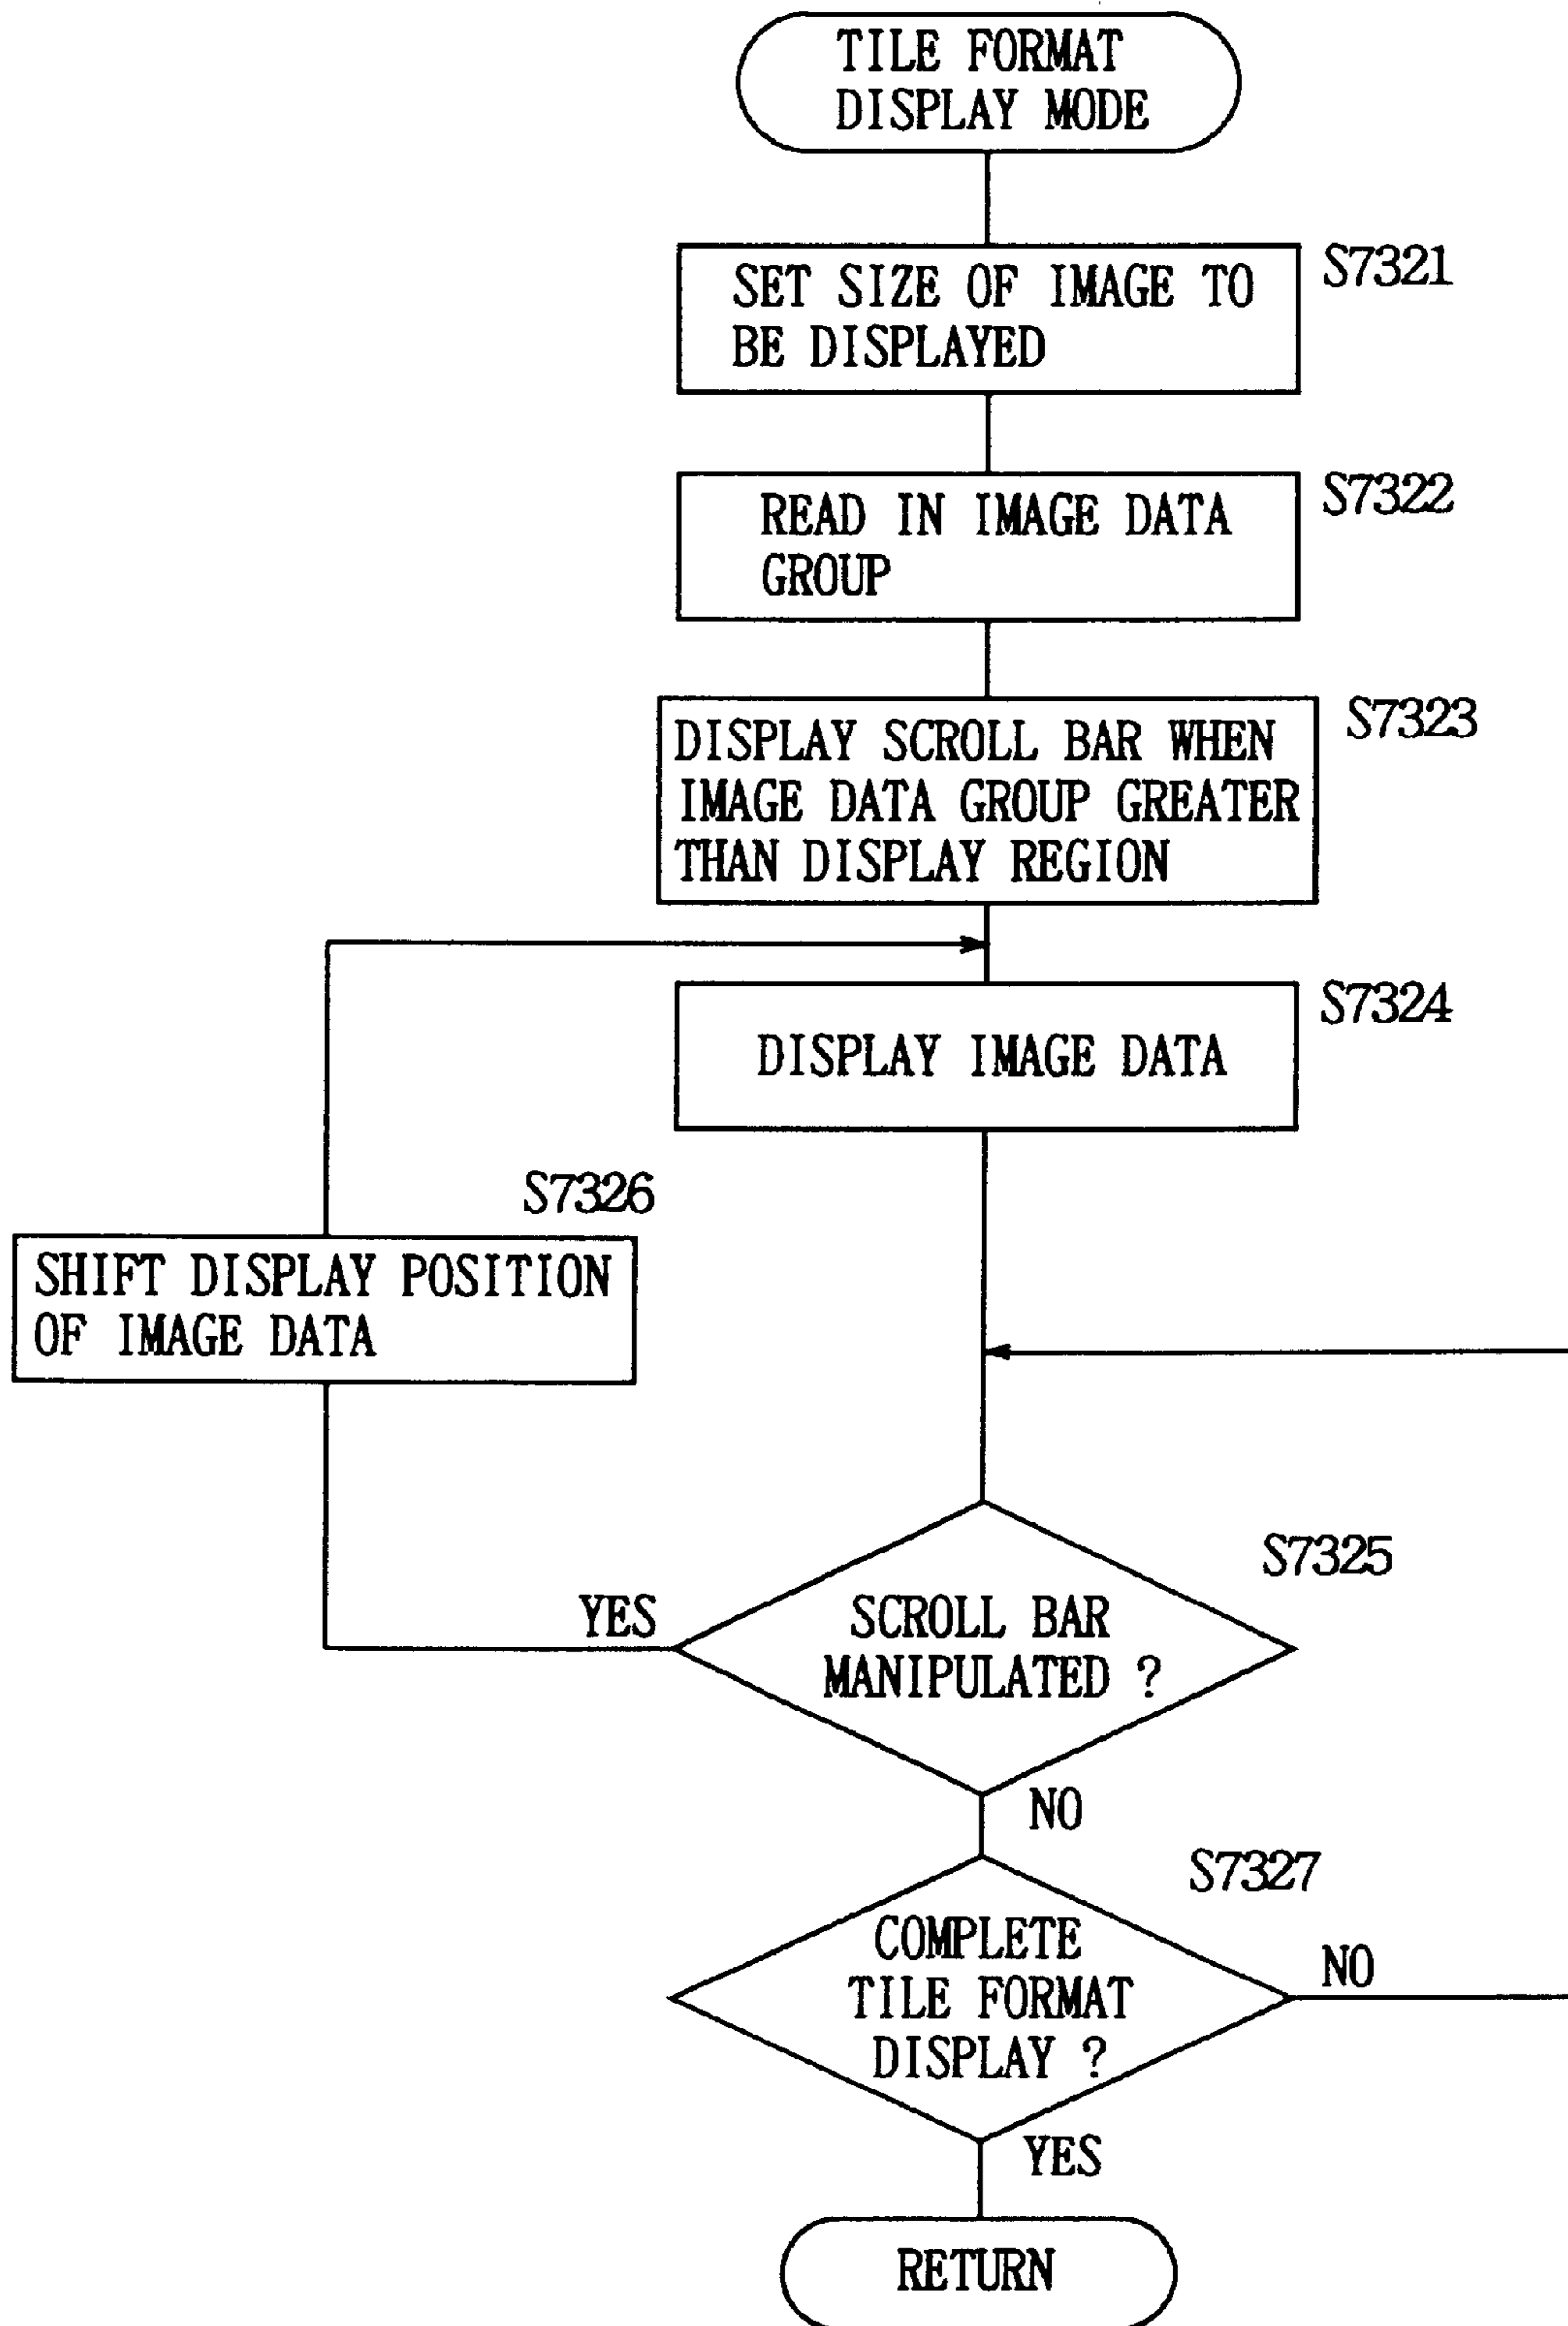 TILE FORMAT
DISPLAY MODE
S7321
SET SIZE OF IMAGE TO
BE DISPLAYED
S7322
READ IN IMAGE DATA
GROUP
S7323
DISPLAY SCROLL BAR WHEN
IMAGE DATA GROUP GREATER
THAN DISPLAY REGION
S7324
DISPLAY IMAGE DATA
S7326
SHIFT DISPLAY POSITION
OF IMAGE DATA
S7325
YES
SCROLL BAR
MANIPULATED ?
NO
S7327
COMPLETE
TILE FORMAT
DISPLAY ?
NO
YES
RETURN